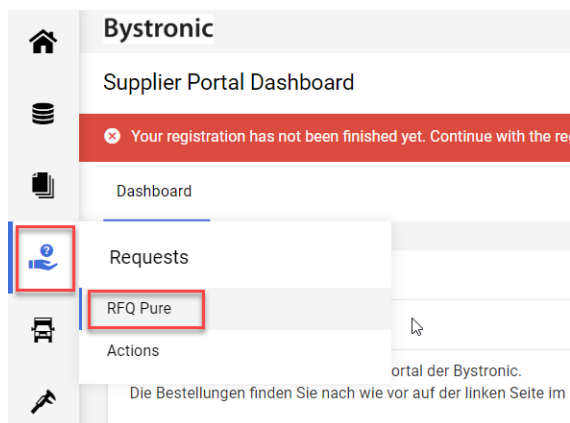 Bystronic
Supplier Portal Dashboard
Your registration has not been finished yet. Continue with the
Dashboard
Requests
RFQ Pure
Actions
ortal der Bystronic.
Die Bestellungen finden Sie nach wie vor auf der linken Seite im